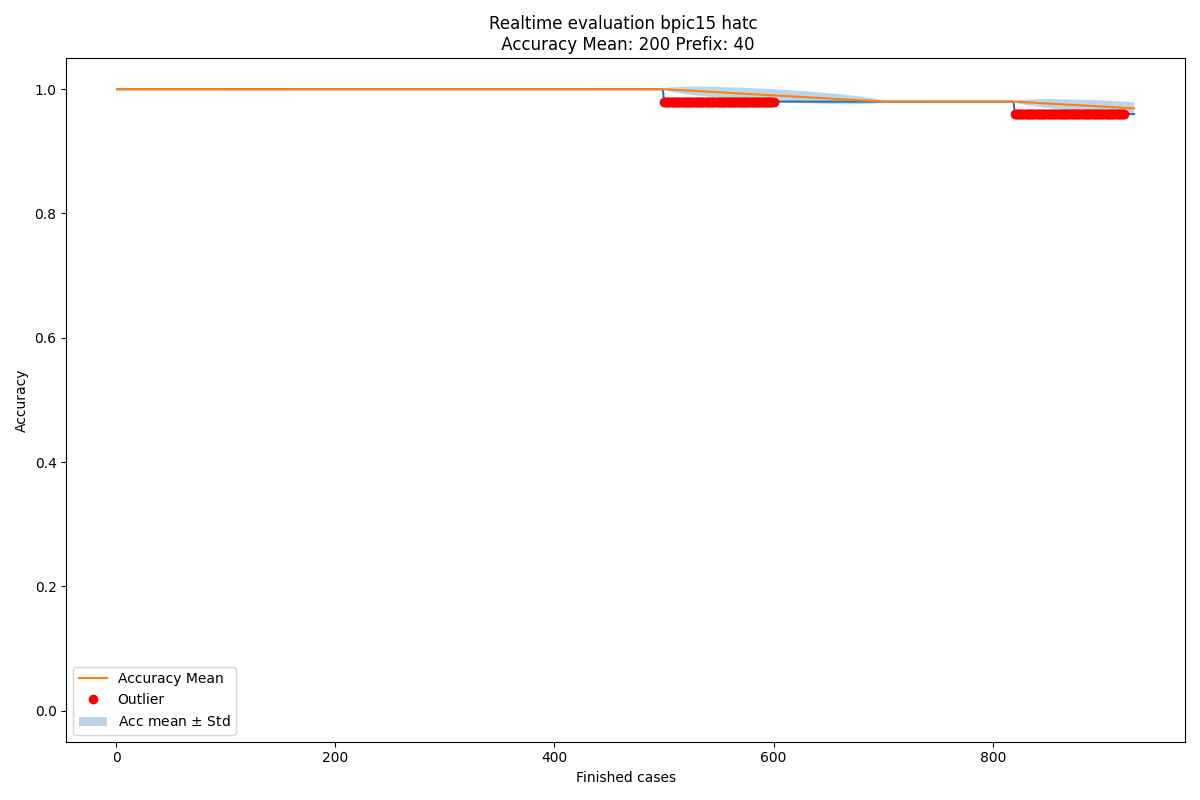 Realtime evaluation bpic15 hatc
Accuracy Mean: 200 Prefix: 40
1.0
0.8
0.6
0.4
0.2
0.0
Accuracy
Accuracy Mean
Outlier
Acc mean ± Std
0 200 400 600 800
Finished cases